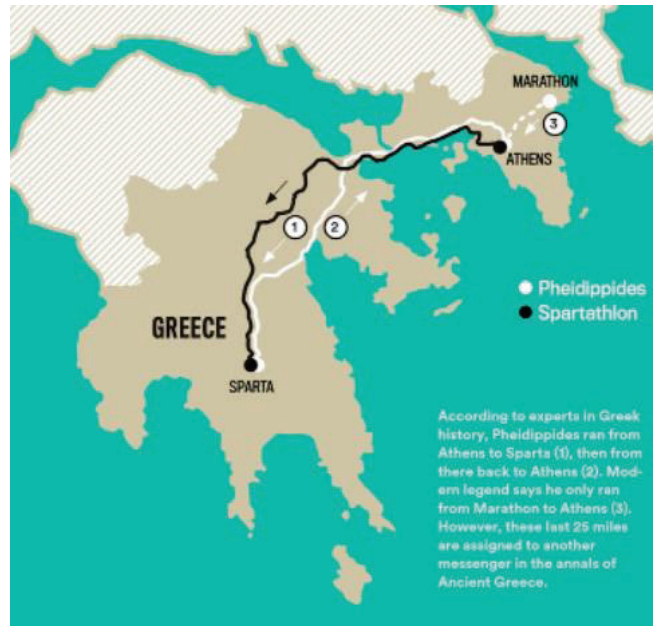 MARATHON
3
ATHENS
1
2
Pheidippides
Spartathlon
GREECE
SPARTA
According to experts in Greek
history, Pheidippides ran from
Athens to Sparta (1), then from
there back to Athens (2). Mod-
ern legend says he only ran
from Marathon to Athens (3).
However, these last 25 miles
are assigned to another
messenger in the annals of
Ancient Greece.